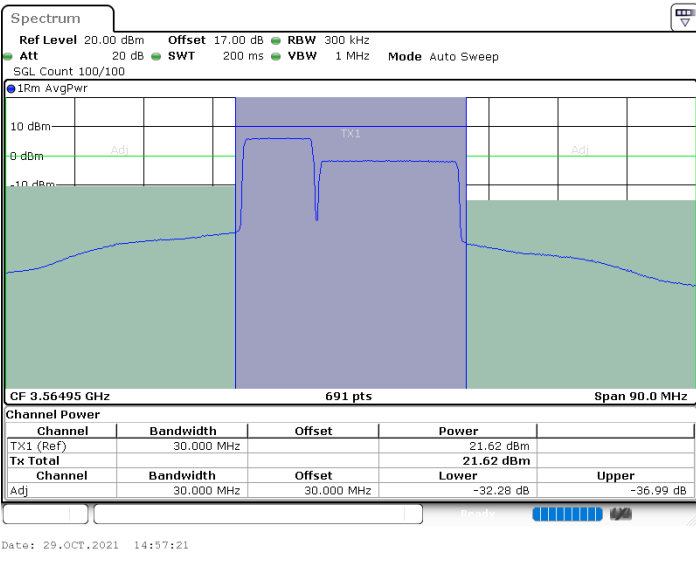 Spectrum
Ref Level 20.00 dBm Offset 17.00 dB RBW 300 kHz
Att 20 dB SWT 200 ms VBW 1 MHz Mode Auto Sweep
SGL Count 100/100
1Rm AvgPwr
10 dBm
TX1
Adj
Adj
0 dBm
-10 dBm
CF 3.56495 GHz 691 pts Span 90.0 MHz
Channel Power
Channel Bandwidth Offset Power
TX1 (Ref) 30.000 MHz 21.62 dBm
Tx Total 21.62 dBm
Channel Bandwidth Offset Lower Upper
Adj 30.000 MHz 30.000 MHz -32.28 dB -36.99 dB
Ready
Date: 29.OCT.2021 14:57:21